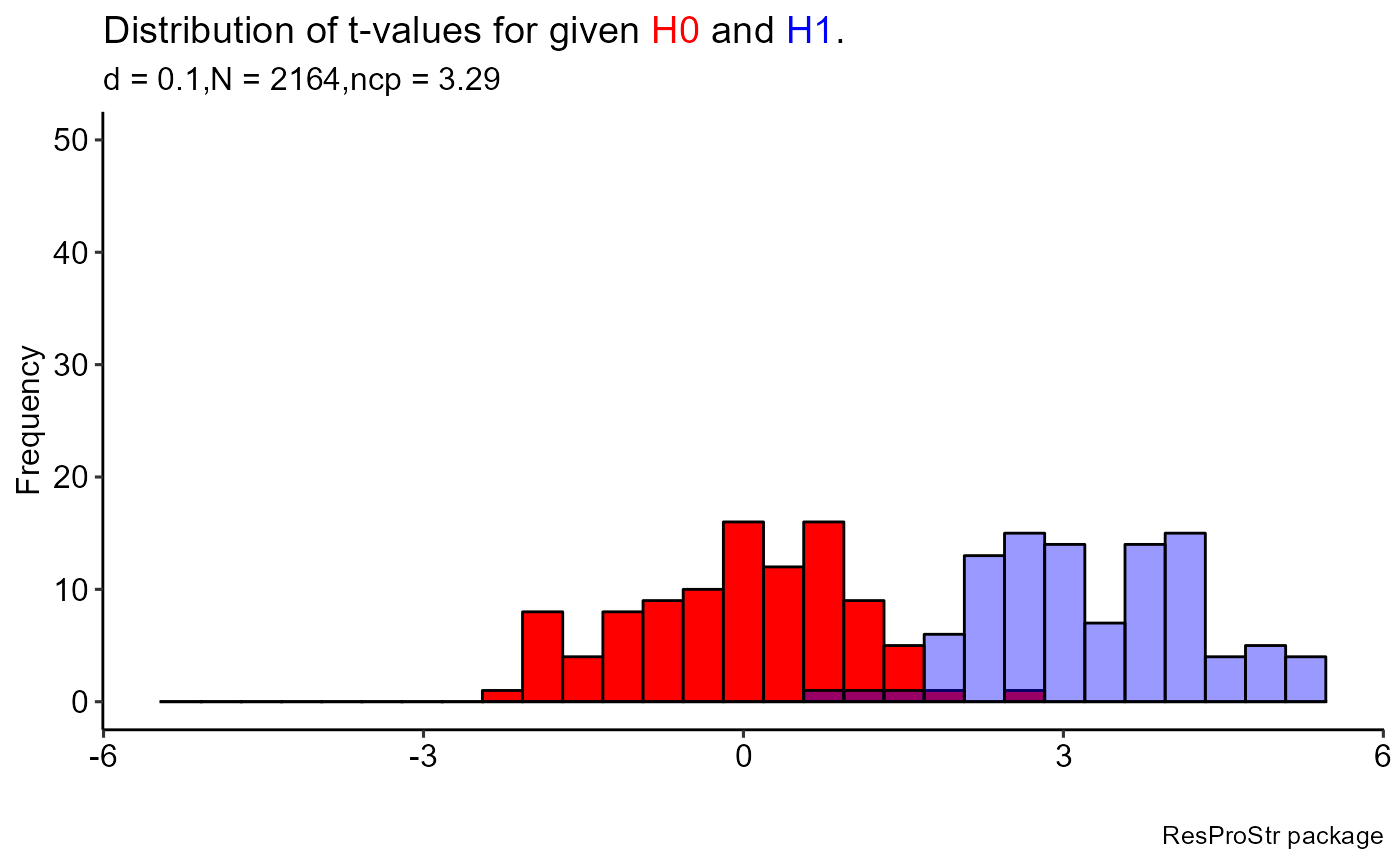 Distribution of t-values for given H0 and H1.
d = 0.1,N = 2164,ncp = 3.29
50
40
30
20
10
0
Frequency
-6 -3 0 3 6
ResProStr package